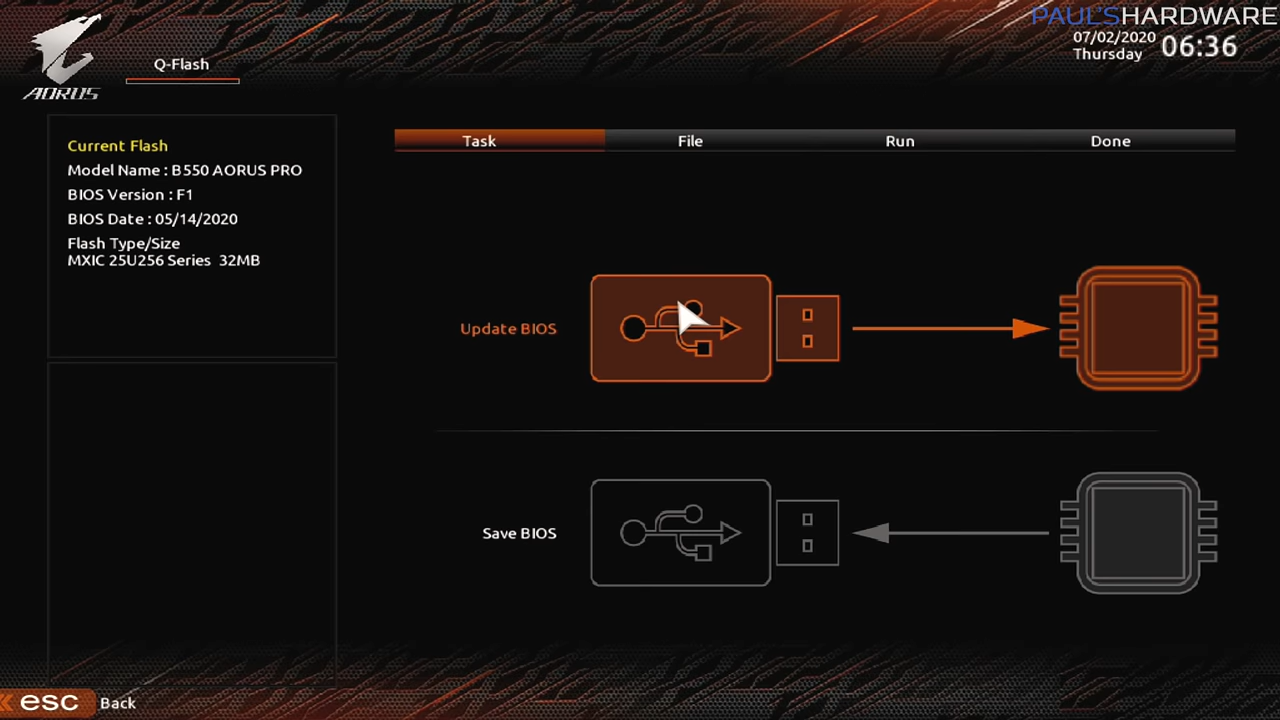 PAUL'SHARDWARE
07/02/2020
Thursday
06:36
AORUS
Q-Flash
Current Flash
Model Name : B550 AORUS PRO
BIOS Version : F1
BIOS Date : 05/14/2020
Flash Type/Size
MXIC 25U256 Series 32MB
Task
File
Run
Done
Update BIOS
Save BIOS
esc Back